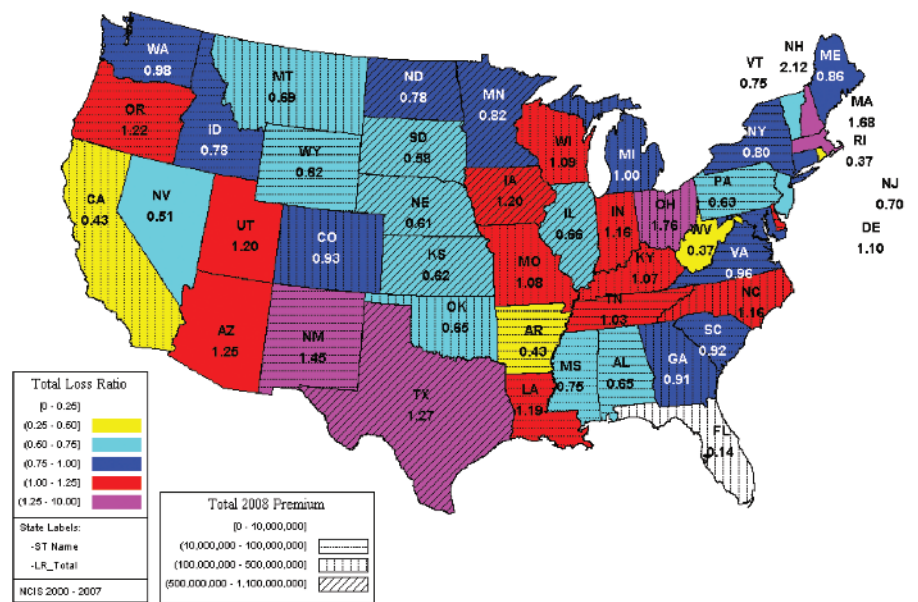 WA
0.98
OR
1.22
CA
0.43
NV
0.51
ID
0.78
MT
0.69
WY
0.62
UT
1.20
AZ
1.25
CO
0.93
NM
1.45
ND
0.78
SD
0.58
NE
0.61
KS
0.62
OK
0.65
TX
1.27
MN
0.82
IA
1.20
MO
1.08
AR
0.43
LA
1.19
WI
1.09
IL
0.66
MI
1.00
IN
1.16
OH
1.76
KY
1.07
TN
1.03
MS
0.75
AL
0.65
GA
0.91
FL
0.14
SC
0.92
NC
1.16
VA
0.96
WV
0.37
PA
0.63
NY
0.80
VT
0.75
NH
2.12
ME
0.86
MA
1.68
RI
0.37
NJ
0.70
DE
1.10
Total Loss Ratio
[0 - 0.25]
(0.25 - 0.50]
(0.50 - 0.75]
(0.75 - 1.00]
(1.00 - 1.25]
(1.25 - 10.00]
State Labels:
-ST Name
-LR_Total
NCIS 2000 - 2007
Total 2008 Premium
[0 - 10,000,000]
(10,000,000 - 100,000,000]
(100,000,000 - 500,000,000]
(500,000,000 - 1,100,000,000]